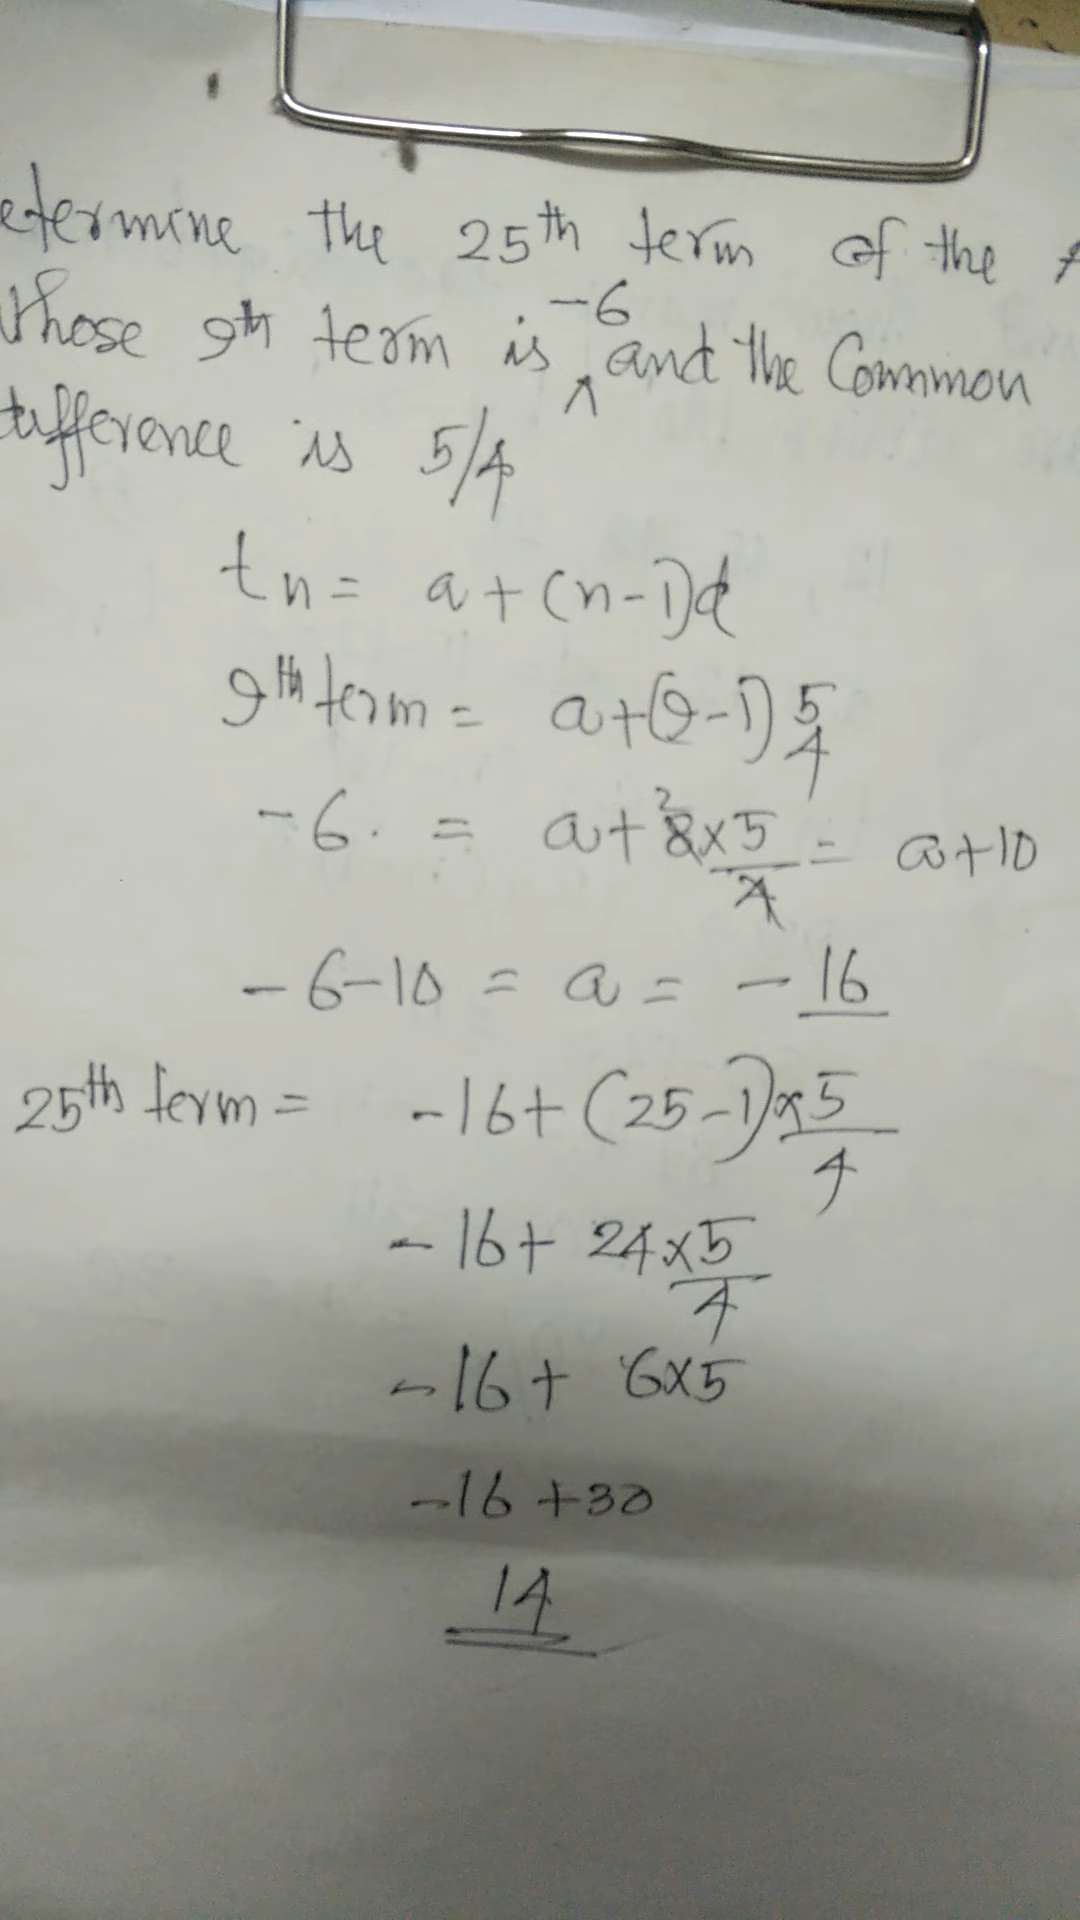 etermine the 25th term of the
whose 9th term is -6 and the Common
difference is 5/4
tn = a+(n-1)d
9th term = a+(9-1) 5/4
-6. = a+ 8x5/4 = a+10
2
-6-10 = a = -16
25th term = -16+ (25-1)x5/4
-16+ 24x5/4
-16+ 6x5
-16+30
14